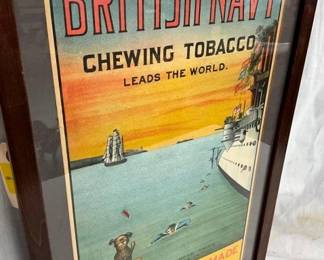 BRITISH NAVY
CHEWING TOBACCO
LEADS THE WORLD.
MADE